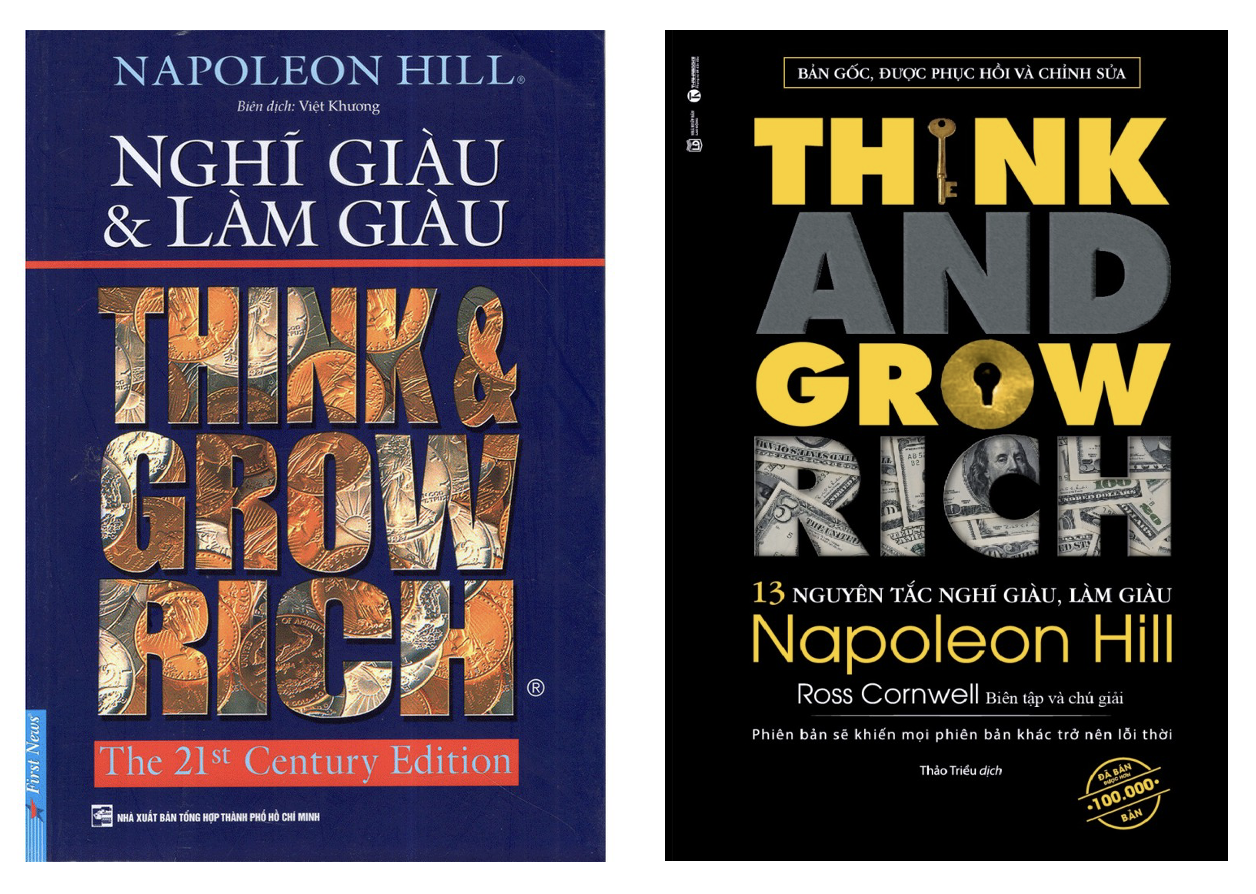 NAPOLEON HILL®
Biên dịch: Việt Khương
NGHĨ GIÀU
& LÀM GIÀU
THINK &
GROW
RICH®
The 21st Century Edition
First News
NHÀ XUẤT BẢN TỔNG HỢP THÀNH PHỐ HỒ CHÍ MINH
BẢN GỐC, ĐƯỢC PHỤC HỒI VÀ CHỈNH SỬA
THINK
AND
GROW
RICH
13 NGUYÊN TẮC NGHĨ GIÀU, LÀM GIÀU
Napoleon Hill
Ross Cornwell Biên tập và chú giải
Phiên bản sẽ khiến mọi phiên bản khác trở nên lỗi thời
Thảo Triều dịch
ĐÃ BÁN
ĐƯỢC HƠN
100.000
BẢN